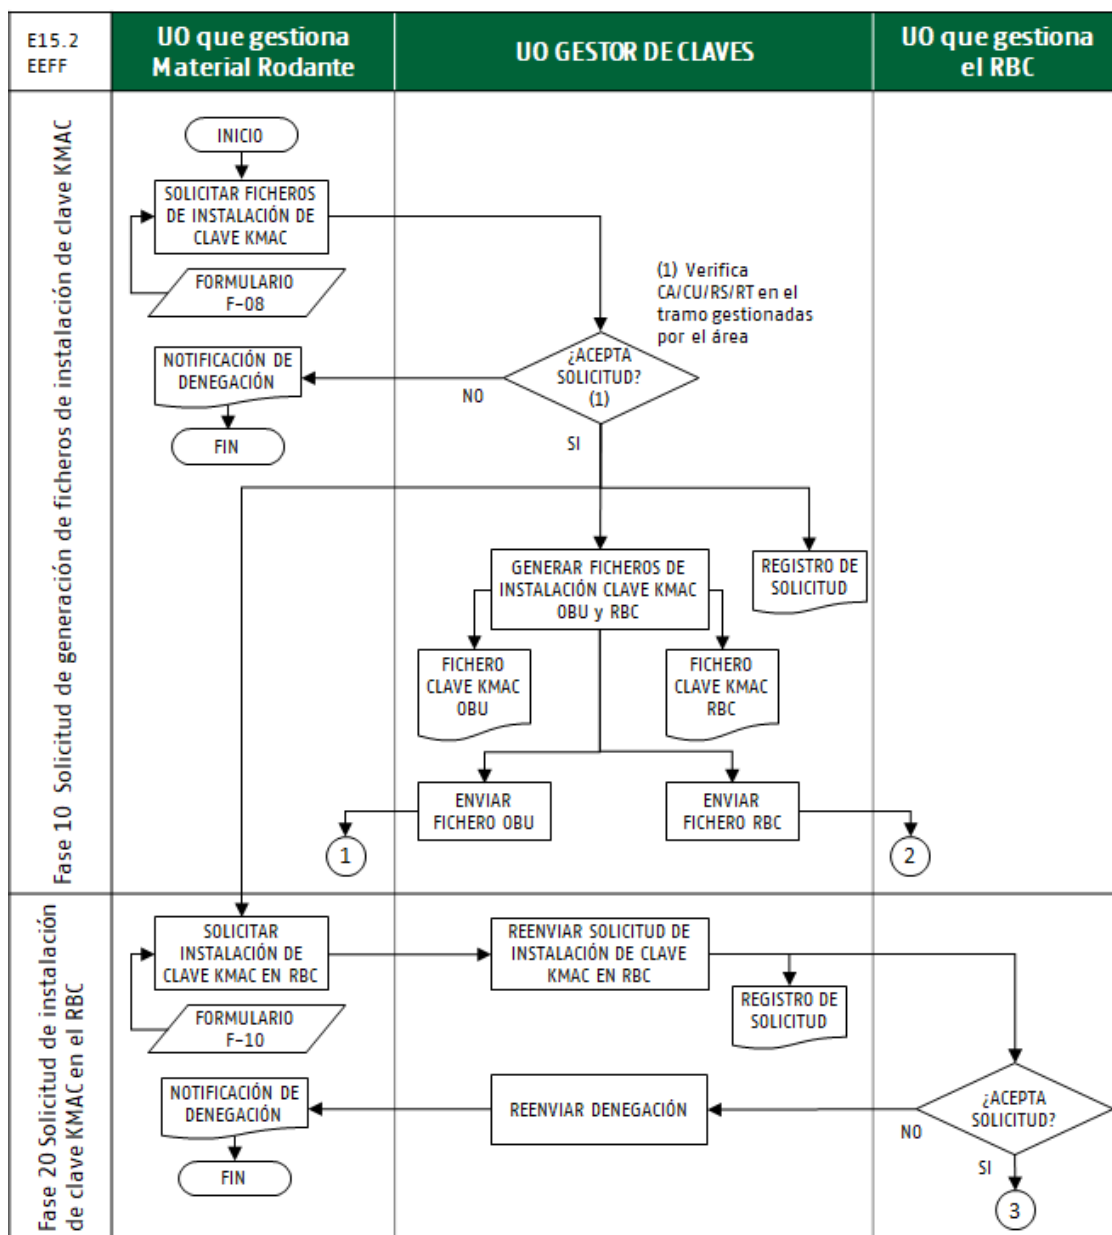 E15.2
EEFF
UO que gestiona
Material Rodante
UO GESTOR DE CLAVES
UO que gestiona
el RBC
Fase 10 Solicitud de generación de ficheros de instalación de clave KMAC
INICIO
SOLICITAR FICHEROS
DE INSTALACIÓN DE
CLAVE KMAC
FORMULARIO
F-08
(1) Verifica
CA/CU/RS/RT en el
tramo gestionadas
por el área
¿ACEPTA
SOLICITUD?
(1)
NO
SI
NOTIFICACIÓN DE
DENEGACIÓN
FIN
GENERAR FICHEROS DE
INSTALACIÓN CLAVE KMAC
OBU y RBC
REGISTRO DE
SOLICITUD
FICHERO
CLAVE KMAC
OBU
FICHERO
CLAVE KMAC
RBC
ENVIAR
FICHERO OBU
ENVIAR
FICHERO RBC
1
2
Fase 20 Solicitud de instalación
de clave KMAC en el RBC
SOLICITAR
INSTALACIÓN DE
CLAVE KMAC EN RBC
REENVIAR SOLICITUD DE
INSTALACIÓN DE CLAVE
KMAC EN RBC
FORMULARIO
F-10
REGISTRO DE
SOLICITUD
¿ACEPTA
SOLICITUD?
NO
SI
REENVIAR DENEGACIÓN
NOTIFICACIÓN DE
DENEGACIÓN
FIN
3